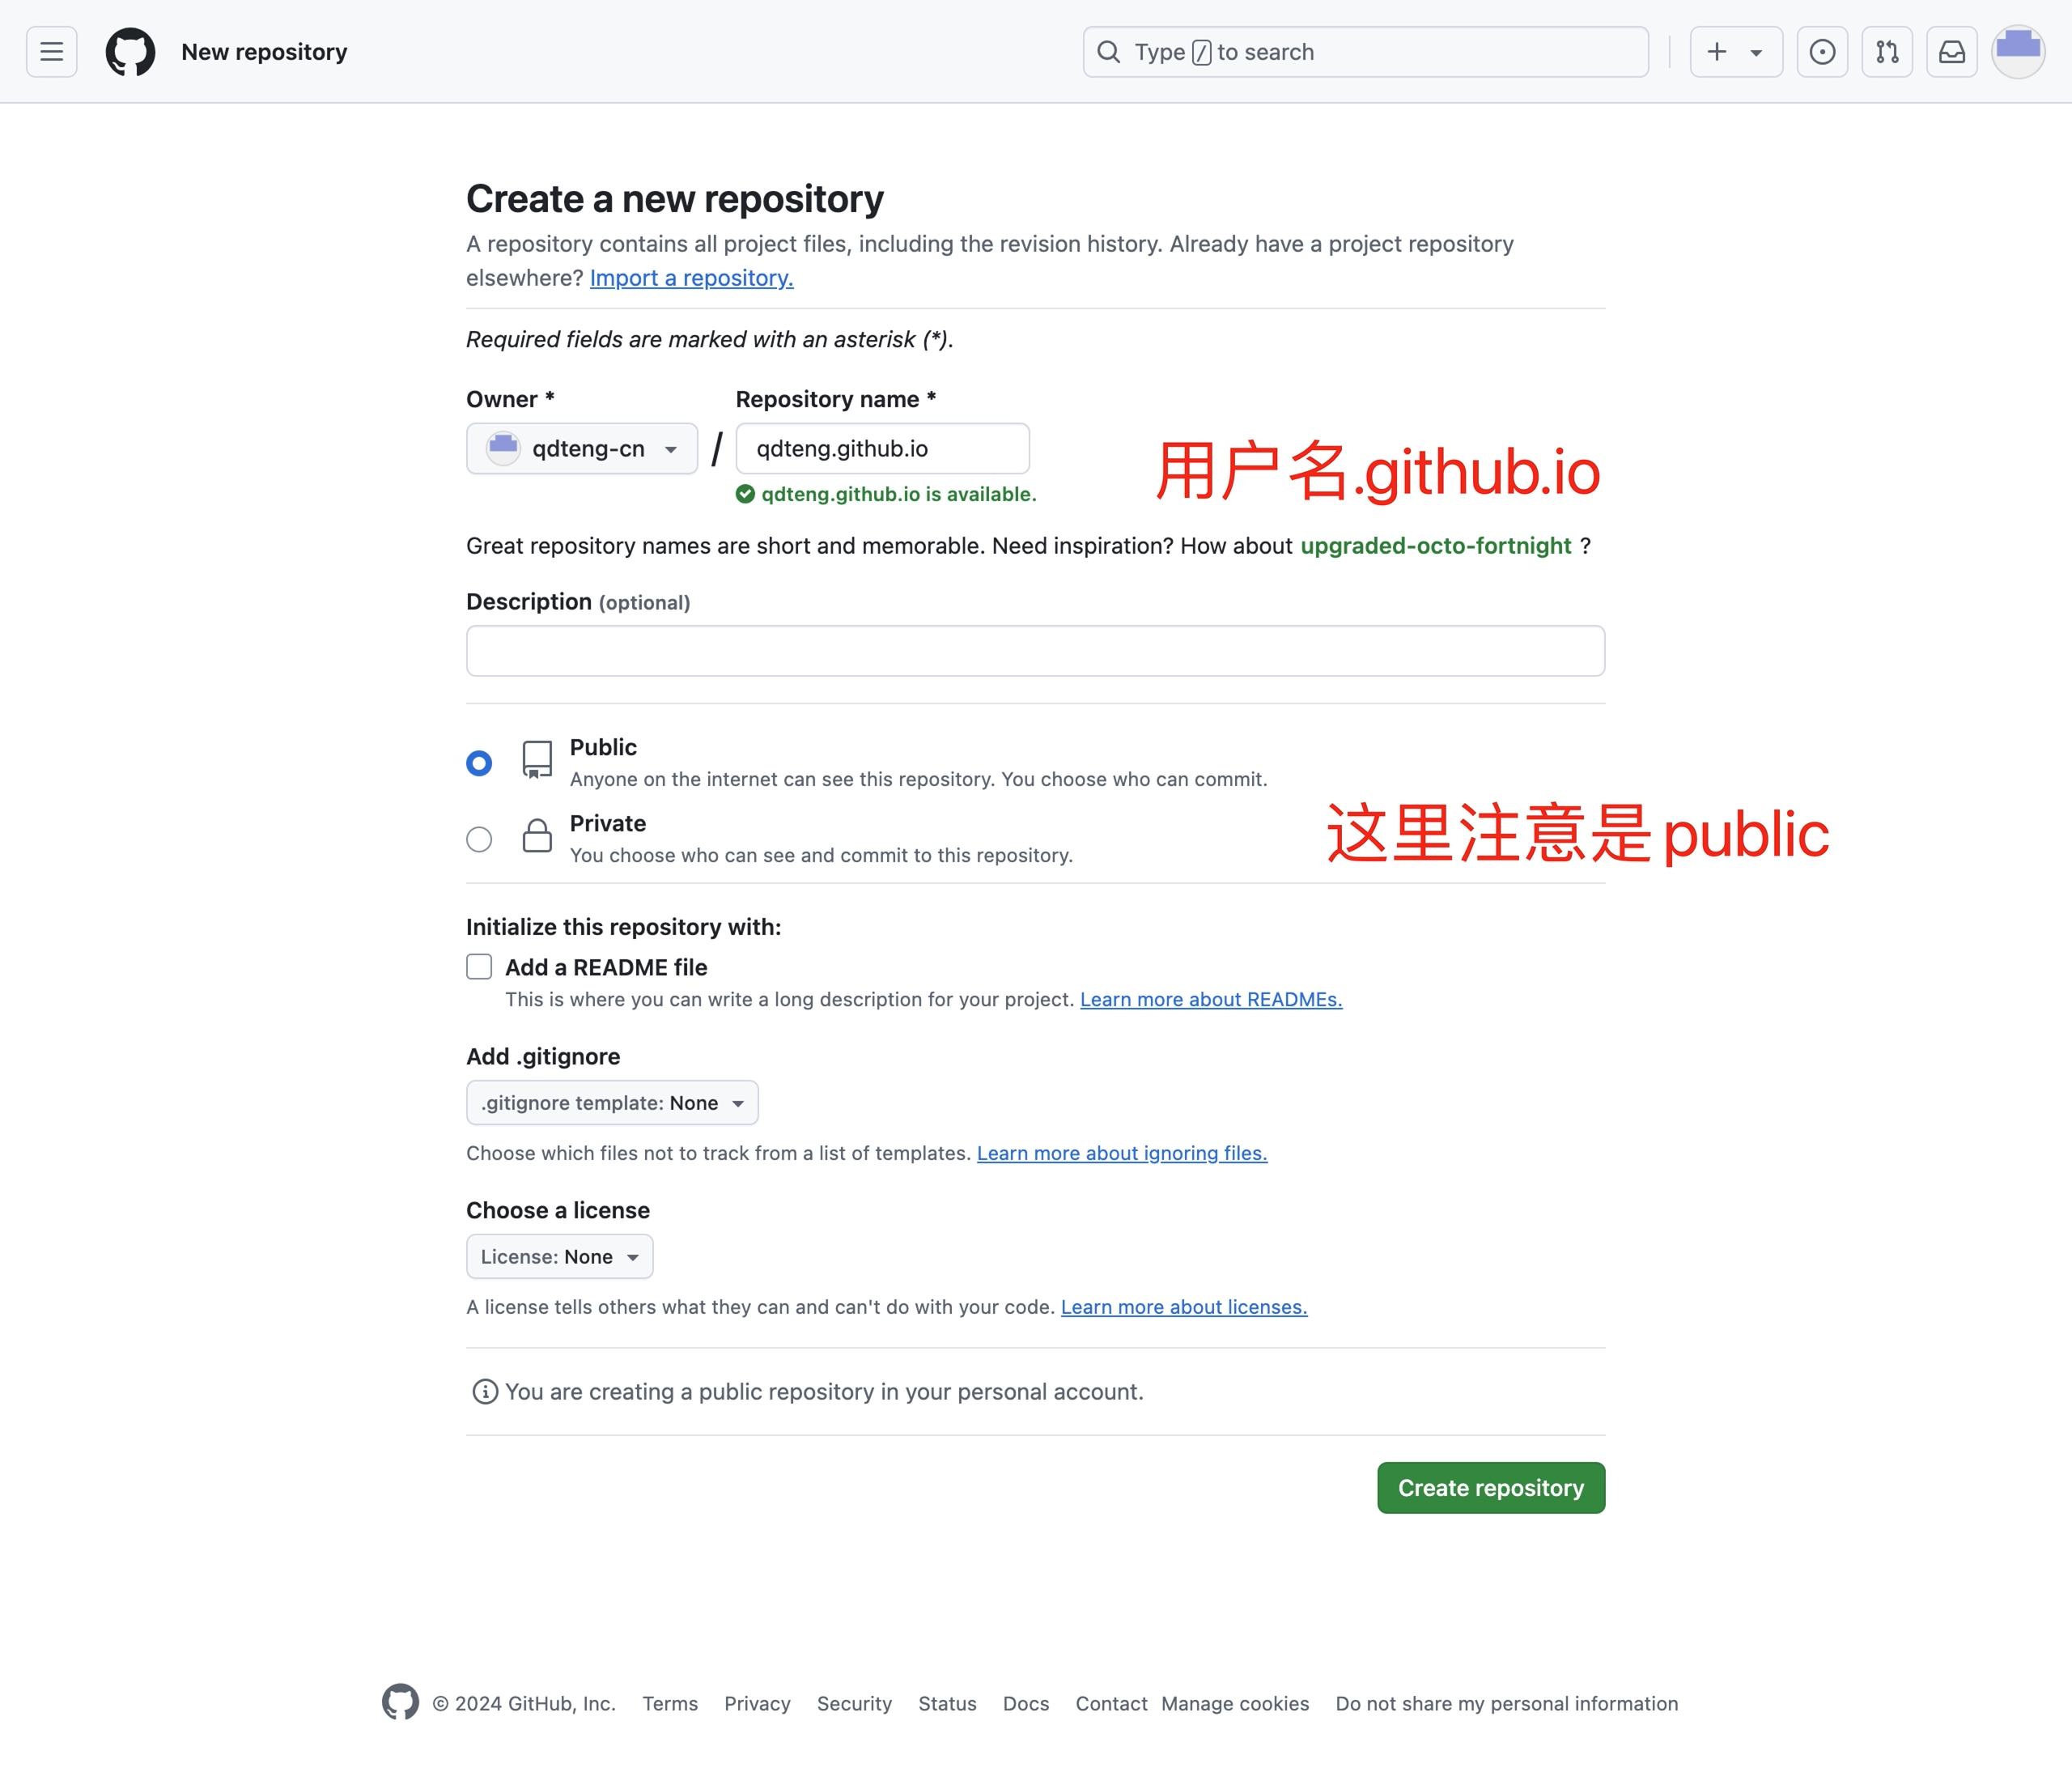 New repository
Type / to search
Create a new repository
A repository contains all project files, including the revision history. Already have a project repository
elsewhere? Import a repository.
Required fields are marked with an asterisk (*).
Owner *
Repository name *
qdteng-cn
/
qdteng.github.io
用户名.github.io
qdteng.github.io is available.
Great repository names are short and memorable. Need inspiration? How about upgraded-octo-fortnight ?
Description (optional)
Public
Anyone on the internet can see this repository. You choose who can commit.
Private
You choose who can see and commit to this repository.
这里注意是public
Initialize this repository with:
Add a README file
This is where you can write a long description for your project. Learn more about READMEs.
Add .gitignore
.gitignore template: None
Choose which files not to track from a list of templates. Learn more about ignoring files.
Choose a license
License: None
A license tells others what they can and can't do with your code. Learn more about licenses.
You are creating a public repository in your personal account.
Create repository
© 2024 GitHub, Inc. Terms Privacy Security Status Docs Contact Manage cookies Do not share my personal information